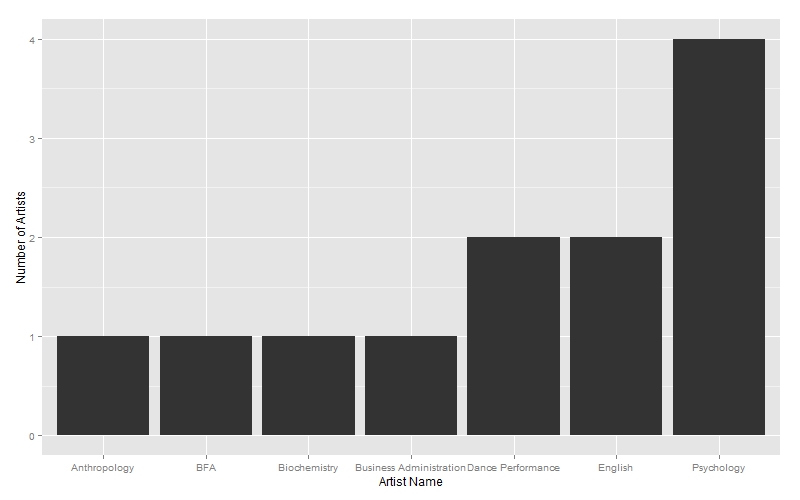 Number of Artists
4
3
2
1
0
Anthropology BFA Biochemistry Business Administration Dance Performance English Psychology
Artist Name